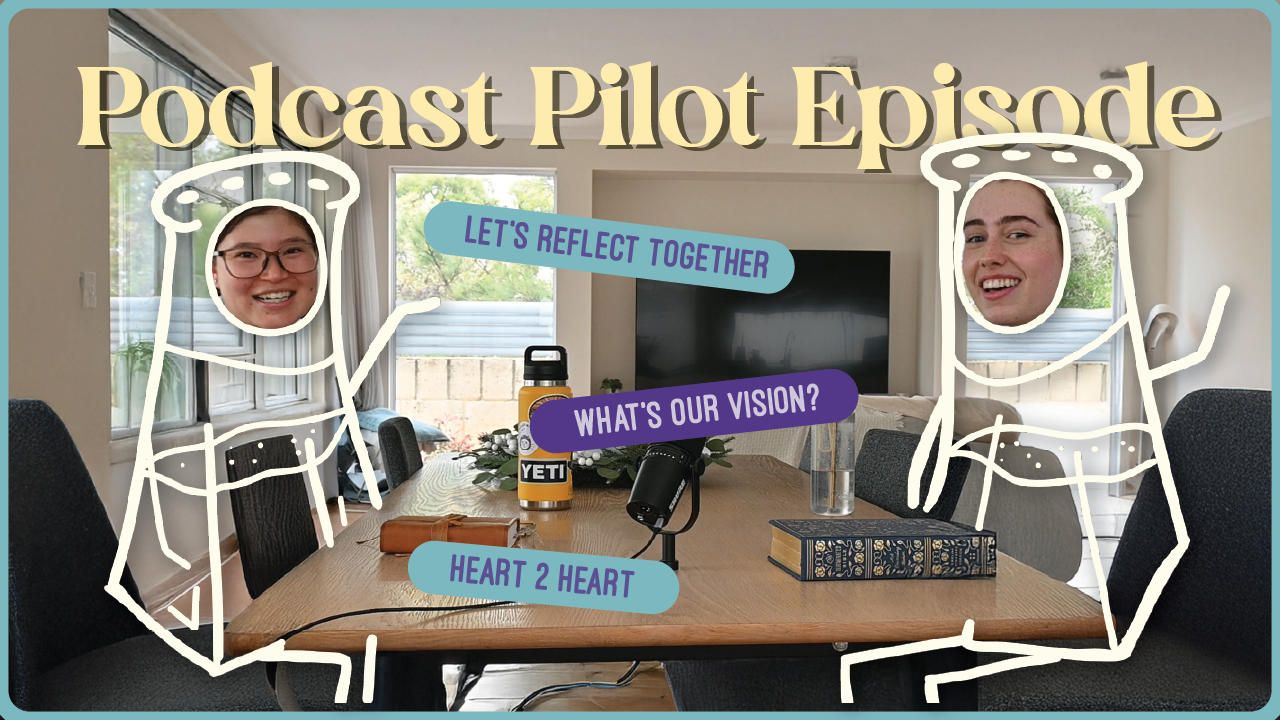 Podcast Pilot Episode
LET'S REFLECT TOGETHER
WHAT'S OUR VISION?
YETI
HEART 2 HEART